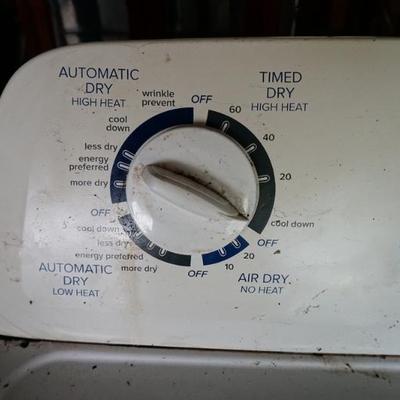 AUTOMATIC
DRY
HIGH HEAT
wrinkle
prevent
OFF
TIMED
DRY
HIGH HEAT
60
40
20
cool down
cool
down
less dry
energy
preferred
more dry
OFF
cool down
less dry
energy preferred
more dry
AUTOMATIC
DRY
LOW HEAT
OFF
10
20
OFF
AIR DRY
NO HEAT